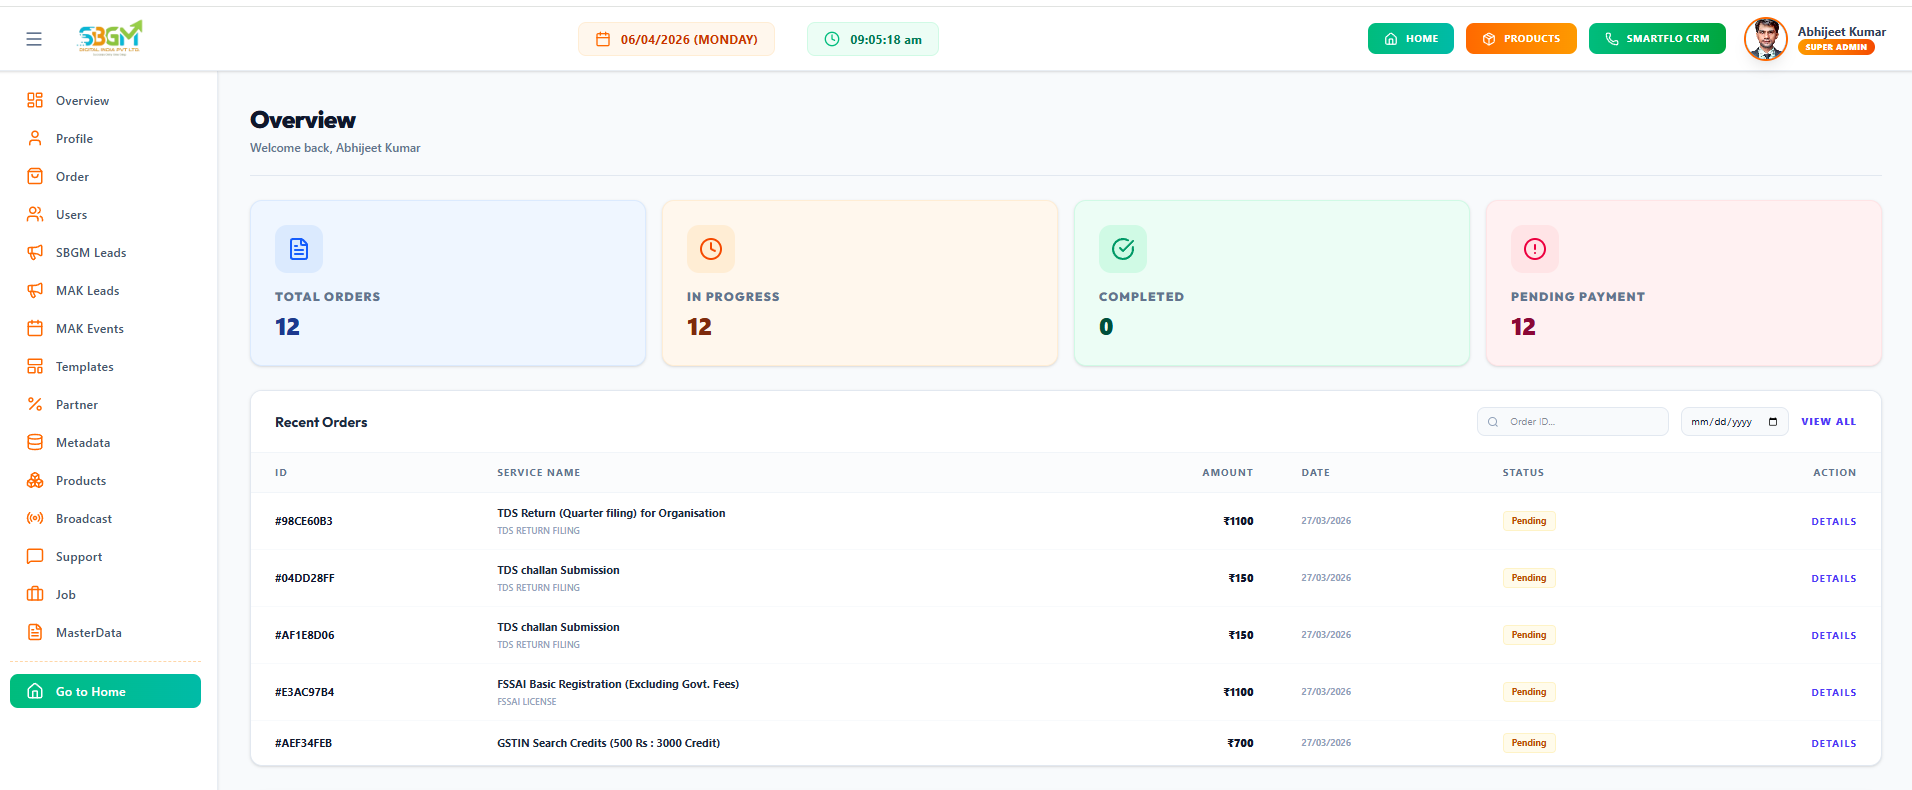 SBGM
DIGITAL INDIA PVT LTD.
06/04/2026 (MONDAY)
09:05:18 am
HOME
PRODUCTS
SMARTFLO CRM
Abhijeet Kumar
SUPER ADMIN
Overview
Profile
Order
Users
SBGM Leads
MAK Leads
MAK Events
Templates
Partner
Metadata
Products
Broadcast
Support
Job
MasterData
Go to Home
Overview
Welcome back, Abhijeet Kumar
TOTAL ORDERS
12
IN PROGRESS
12
COMPLETED
0
PENDING PAYMENT
12
Recent Orders
Order ID...
mm/dd/yyyy
VIEW ALL
ID SERVICE NAME AMOUNT DATE STATUS ACTION
#98CE60B3 TDS Return (Quarter filing) for Organisation ₹1100 27/03/2026 Pending DETAILS
TDS RETURN FILING
#04DD28FF TDS challan Submission ₹150 27/03/2026 Pending DETAILS
TDS RETURN FILING
#AF1E8D06 TDS challan Submission ₹150 27/03/2026 Pending DETAILS
TDS RETURN FILING
#E3AC97B4 FSSAI Basic Registration (Excluding Govt. Fees) ₹1100 27/03/2026 Pending DETAILS
FSSAI LICENSE
#AEF34FEB GSTIN Search Credits (500 Rs : 3000 Credit) ₹700 27/03/2026 Pending DETAILS